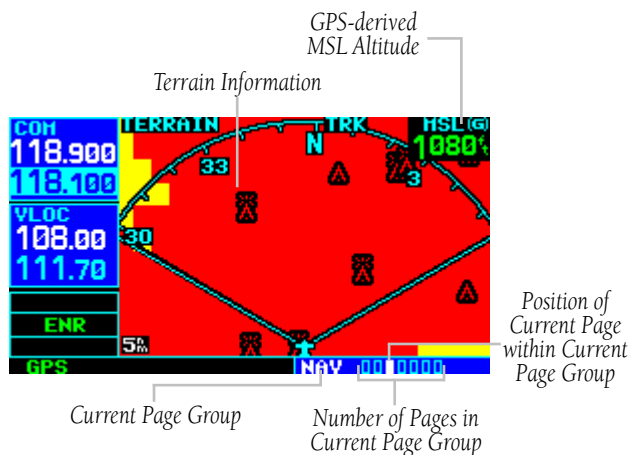 GPS-derived
MSL Altitude
Terrain Information
COM
118.900
118.100
VLOC
108.00
111.70
ENR
GPS
TERRAIN
TRK
MSL(G)
1080ft
N
33
3
30
5nm
NAV
Position of
Current Page
within Current
Page Group
Current Page Group
Number of Pages in
Current Page Group